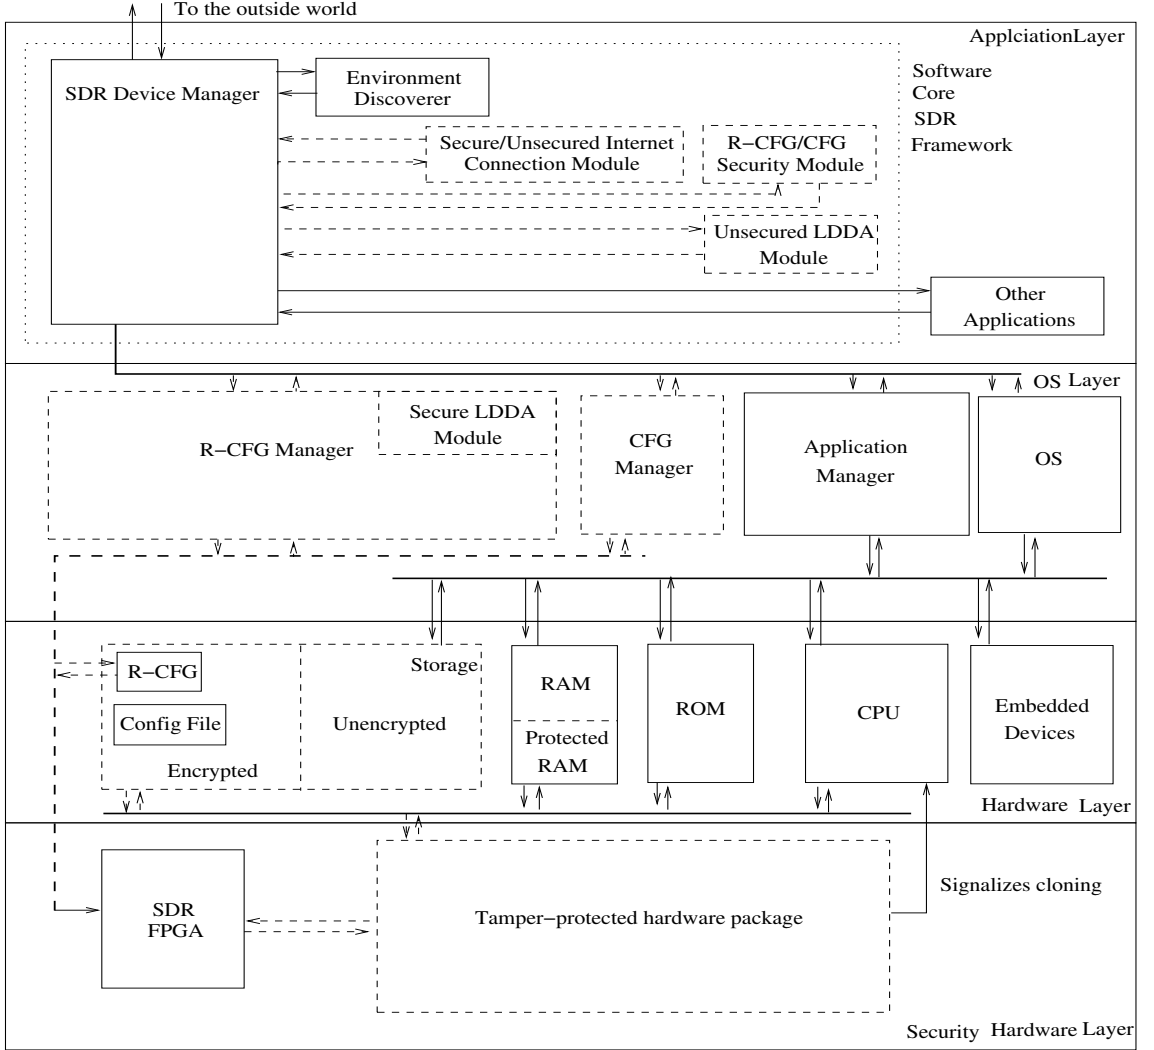 To the outside world
ApplciationLayer
Software
Core
SDR
Framework
SDR Device Manager
Environment
Discoverer
Secure/Unsecured Internet
Connection Module
R−CFG/CFG
Security Module
Unsecured LDDA
Module
Other
Applications
OS Layer
R−CFG Manager
Secure LDDA
Module
CFG
Manager
Application
Manager
OS
R−CFG
Config File
Encrypted
Storage
Unencrypted
RAM
Protected
RAM
ROM
CPU
Embedded
Devices
Hardware Layer
SDR
FPGA
Tamper−protected hardware package
Signalizes cloning
Security Hardware Layer